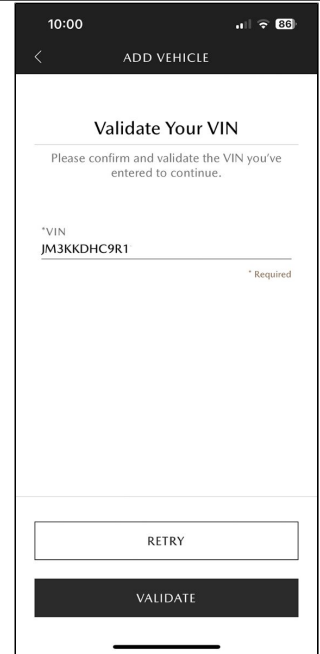 10:00
86
ADD VEHICLE
Validate Your VIN
Please confirm and validate the VIN you've
entered to continue.
*VIN
JM3KKDHC9R1
* Required
RETRY
VALIDATE